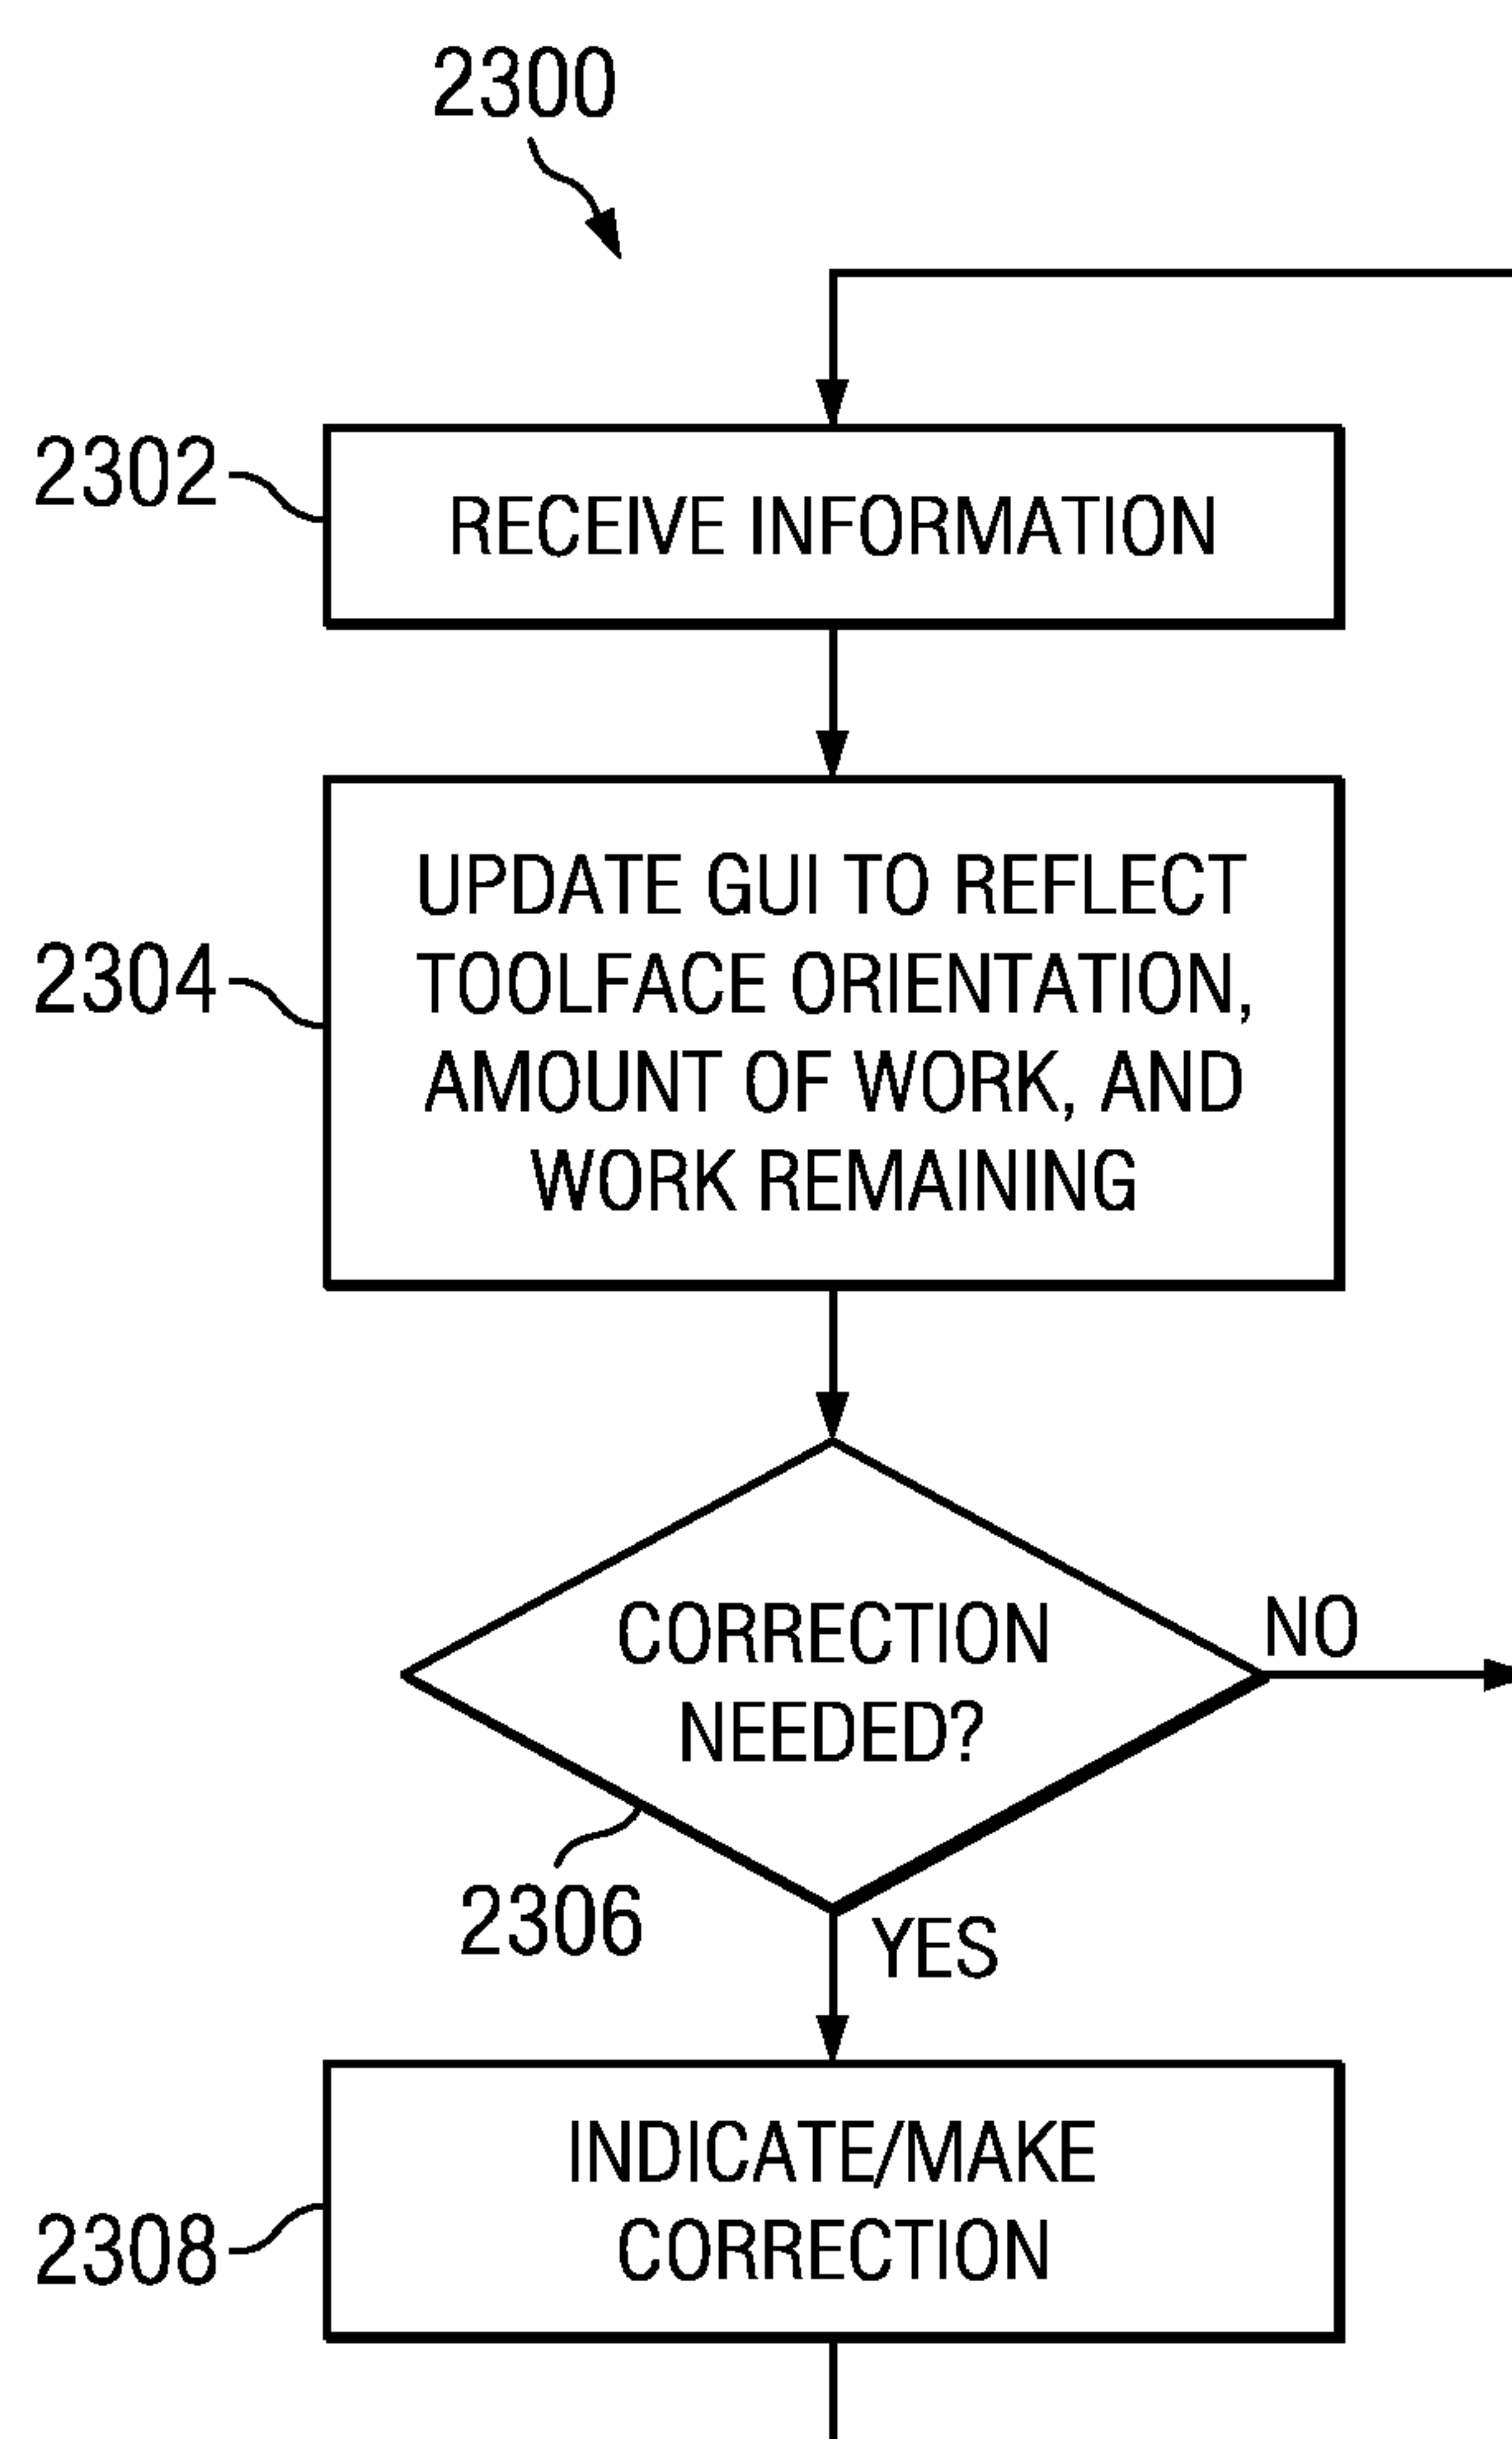 2300
2302
RECEIVE INFORMATION
2304
UPDATE GUI TO REFLECT
TOOLFACE ORIENTATION,
AMOUNT OF WORK, AND
WORK REMAINING
CORRECTION
NEEDED?
NO
2306
YES
2308
INDICATE/MAKE
CORRECTION